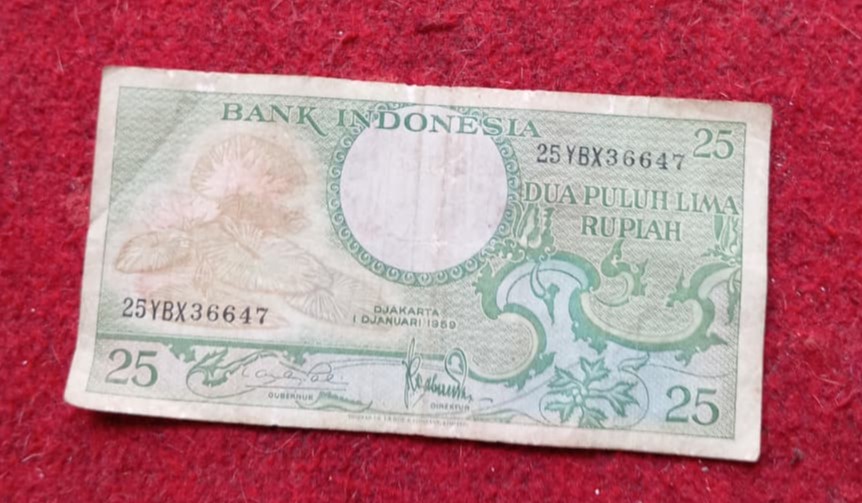 BANK INDONESIA
25
25YBX36647
DUA PULUH LIMA
RUPIAH
25YBX36647
DJAKARTA
1 DJANUARI 1959
25
GUBERNUR
DIREKTUR
25